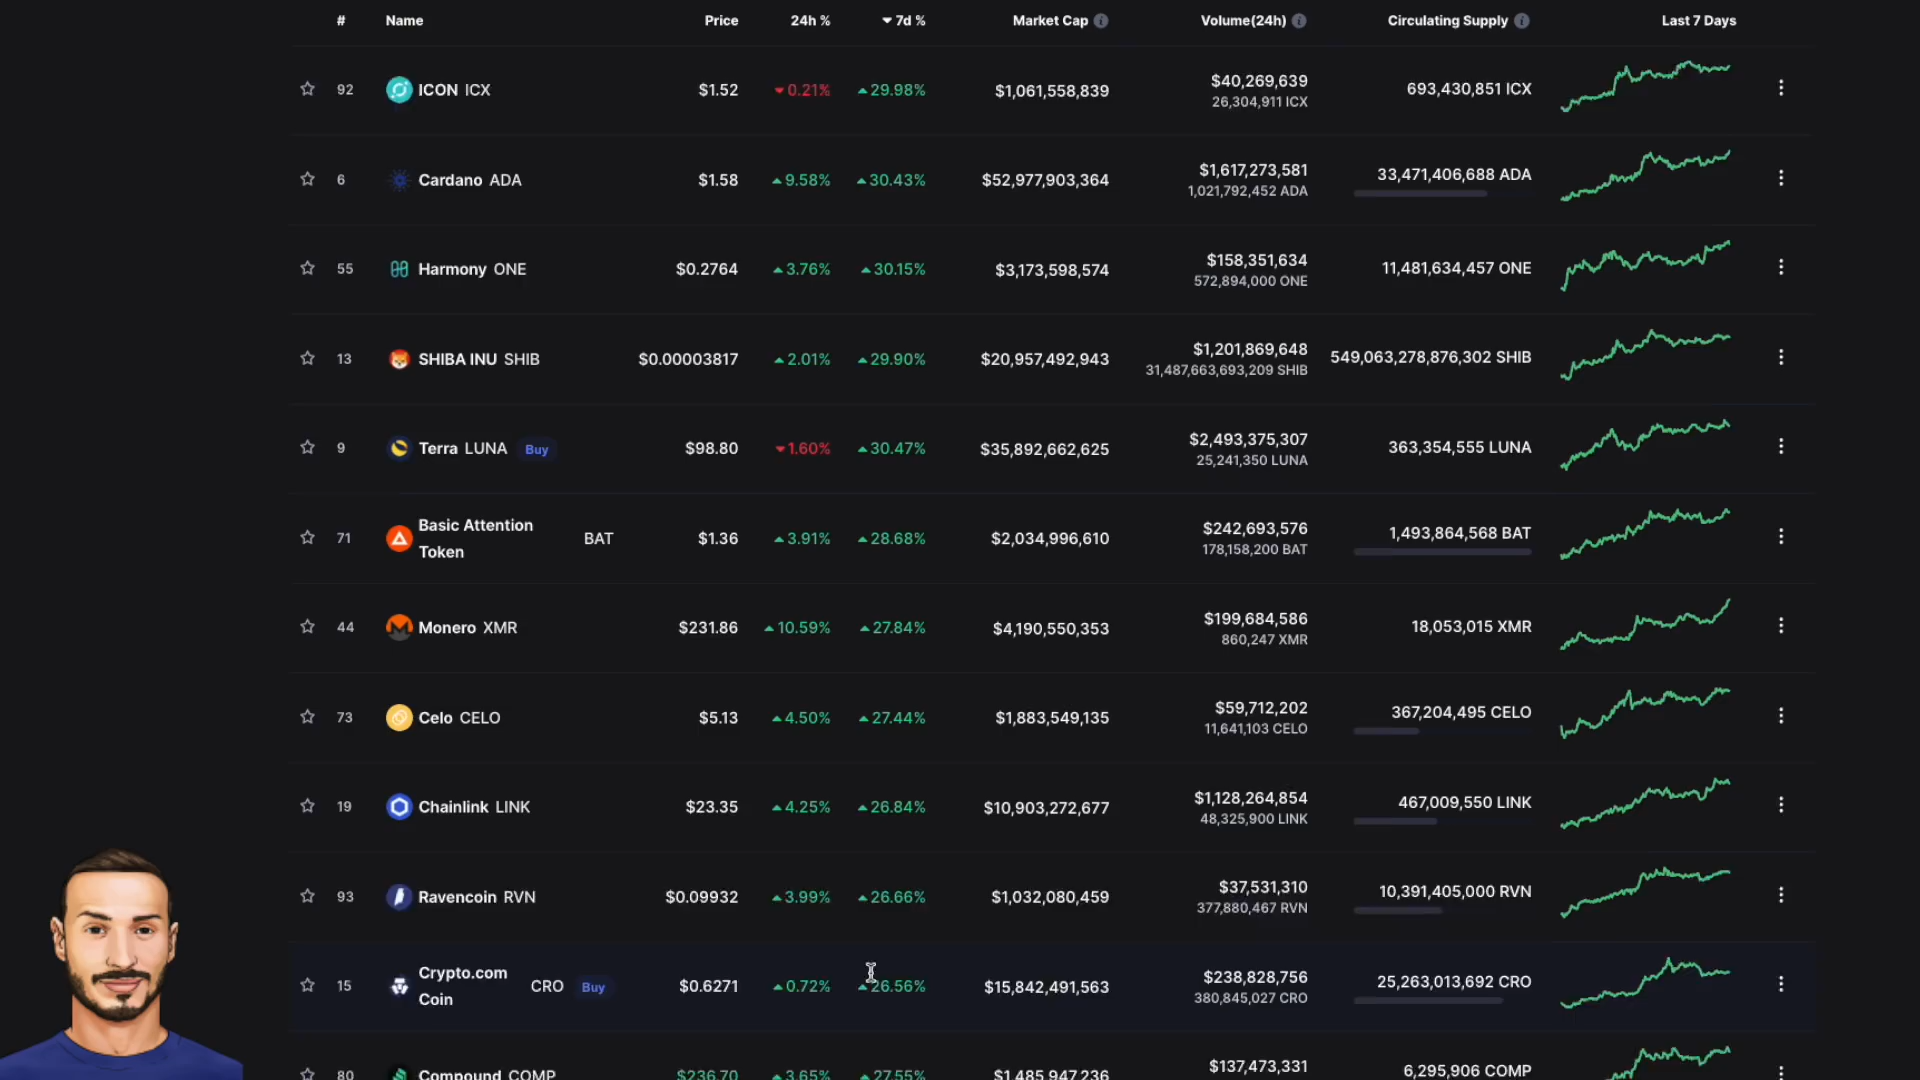 # Name Price 24h % 7d % Market Cap Volume(24h) Circulating Supply Last 7 Days
92 ICON ICX $1.52 0.21% 29.98% $1,061,558,839 $40,269,639 693,430,851 ICX
26,304,911 ICX
6 Cardano ADA $1.58 9.58% 30.43% $52,977,903,364 $1,617,273,581 33,471,406,688 ADA
1,021,792,452 ADA
55 Harmony ONE $0.2764 3.76% 30.15% $3,173,598,574 $158,351,634 11,481,634,457 ONE
572,894,000 ONE
13 SHIBA INU SHIB $0.00003817 2.01% 29.90% $20,957,492,943 $1,201,869,648 549,063,278,876,302 SHIB
31,487,663,693,209 SHIB
9 Terra LUNA Buy $98.80 1.60% 30.47% $35,892,662,625 $2,493,375,307 363,354,555 LUNA
25,241,350 LUNA
71 Basic Attention Token BAT $1.36 3.91% 28.68% $2,034,996,610 $242,693,576 1,493,864,568 BAT
178,158,200 BAT
44 Monero XMR $231.86 10.59% 27.84% $4,190,550,353 $199,684,586 18,053,015 XMR
860,247 XMR
73 Celo CELO $5.13 4.50% 27.44% $1,883,549,135 $59,712,202 367,204,495 CELO
11,641,103 CELO
19 Chainlink LINK $23.35 4.25% 26.84% $10,903,272,677 $1,128,264,854 467,009,550 LINK
48,325,900 LINK
93 Ravencoin RVN $0.09932 3.99% 26.66% $1,032,080,459 $37,531,310 10,391,405,000 RVN
377,880,467 RVN
15 Crypto.com Coin CRO Buy $0.6271 0.72% 26.56% $15,842,491,563 $238,828,756 25,263,013,692 CRO
380,845,027 CRO
80 Compound COMP $236.70 3.65% 27.55% $1,485,947,236 $137,473,331 6,295,906 COMP